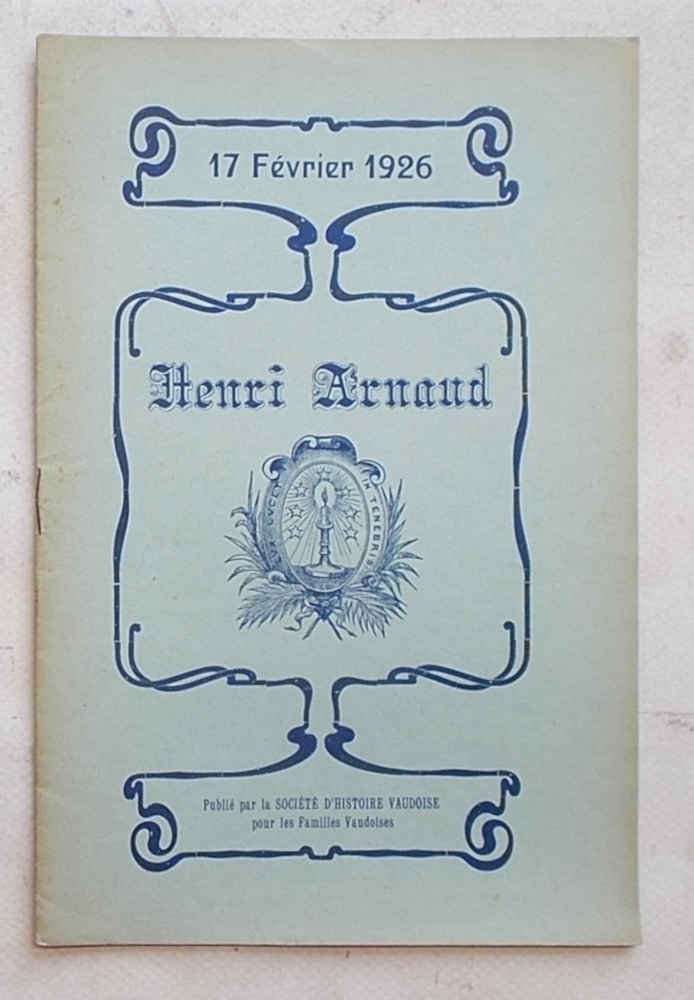 17 Février 1926
Henri Arnaud
LUX LUCET IN TENEBRIS
Publié par la SOCIÉTÉ D'HISTOIRE VAUDOISE
pour les Familles Vaudoises